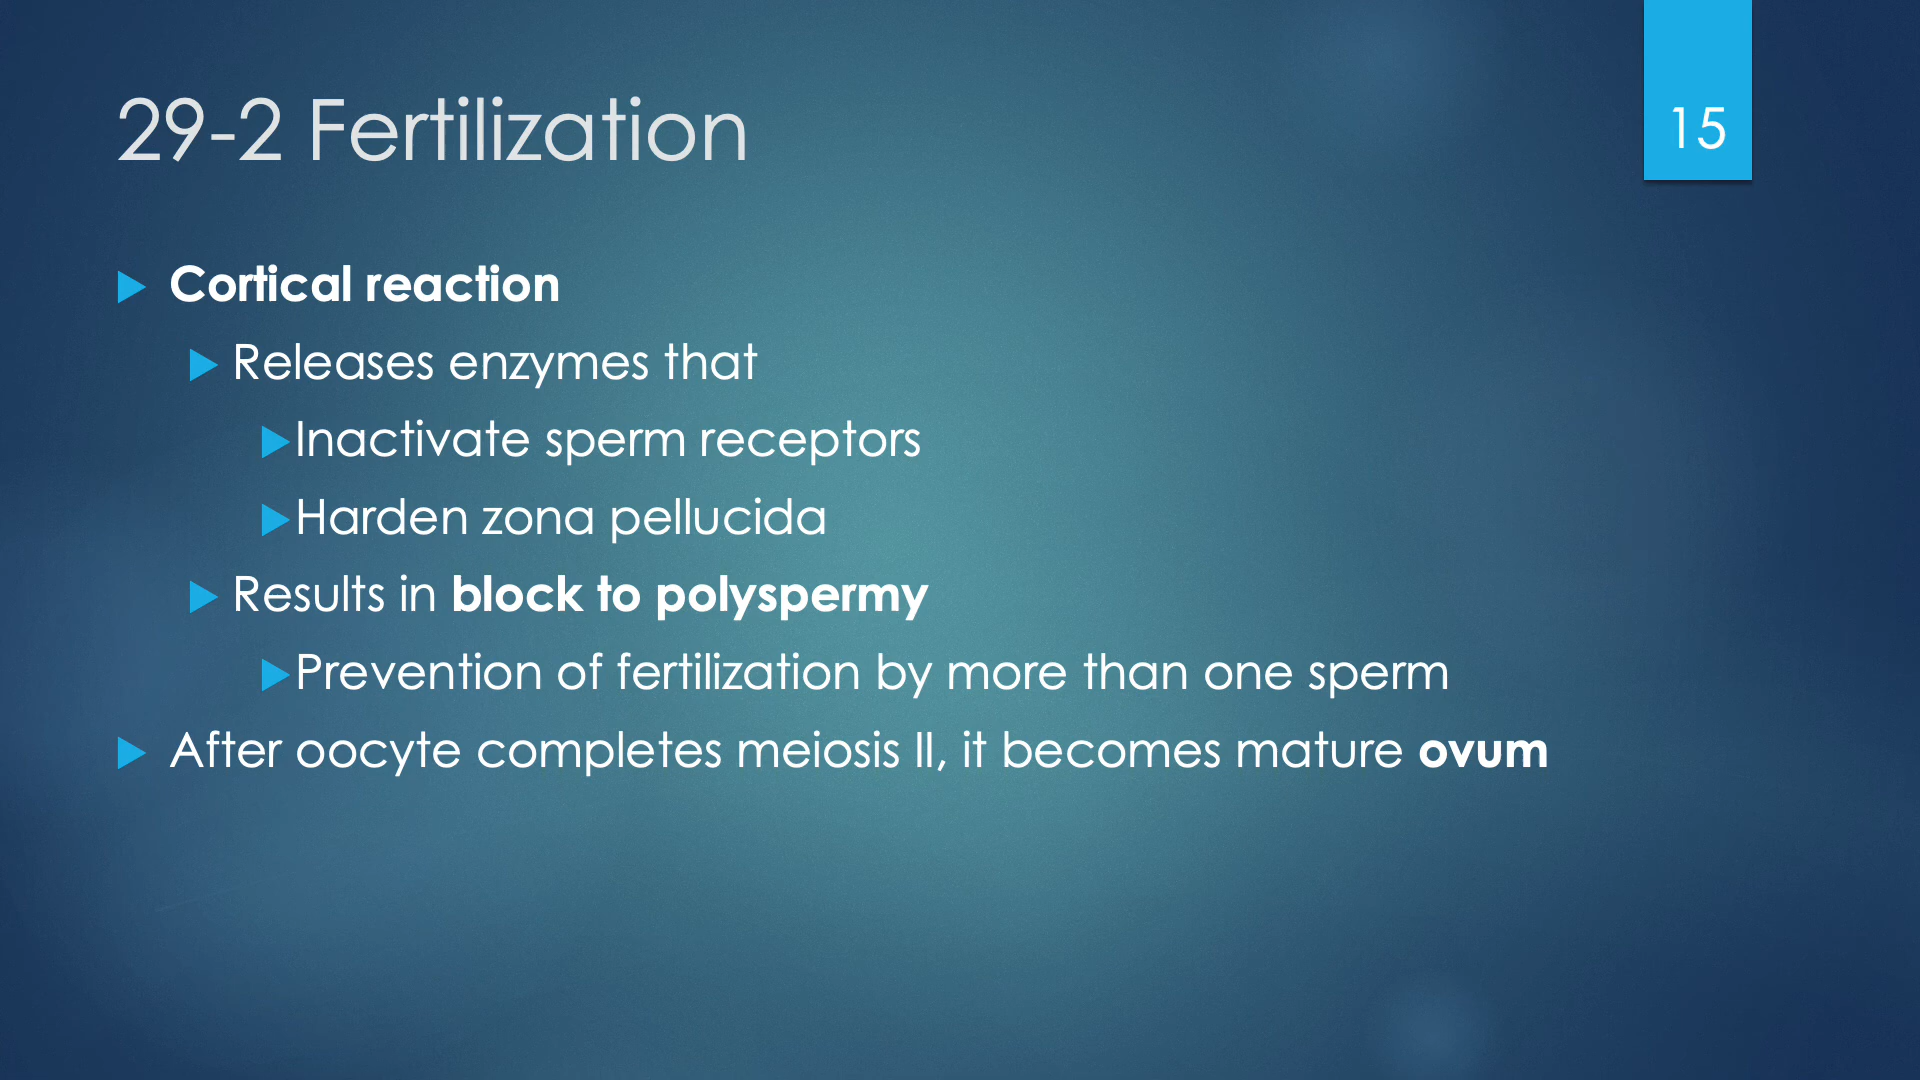 29-2 Fertilization
15
Cortical reaction
Releases enzymes that
Inactivate sperm receptors
Harden zona pellucida
Results in block to polyspermy
Prevention of fertilization by more than one sperm
After oocyte completes meiosis II, it becomes mature ovum